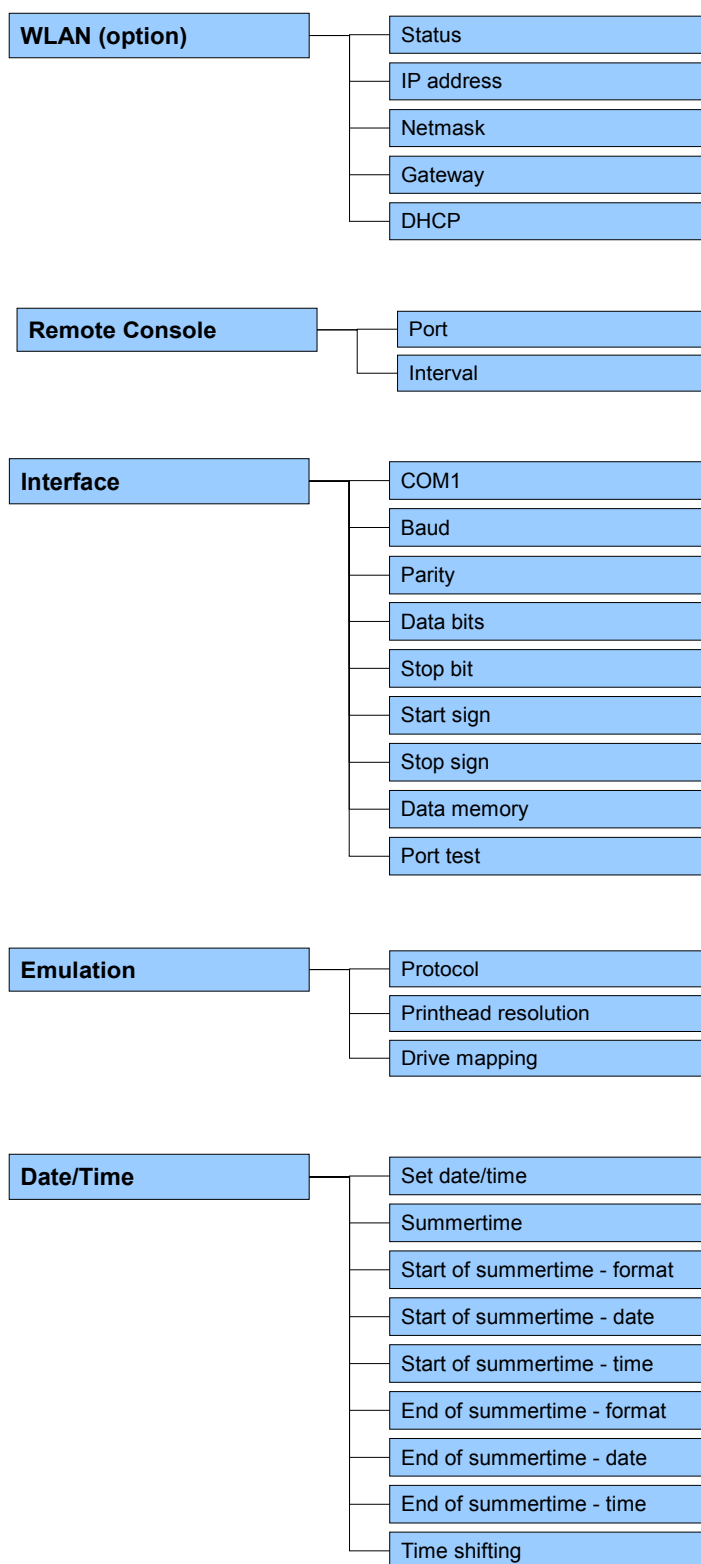 WLAN (option)
Status
IP address
Netmask
Gateway
DHCP
Remote Console
Port
Interval
Interface
COM1
Baud
Parity
Data bits
Stop bit
Start sign
Stop sign
Data memory
Port test
Emulation
Protocol
Printhead resolution
Drive mapping
Date/Time
Set date/time
Summertime
Start of summertime - format
Start of summertime - date
Start of summertime - time
End of summertime - format
End of summertime - date
End of summertime - time
Time shifting